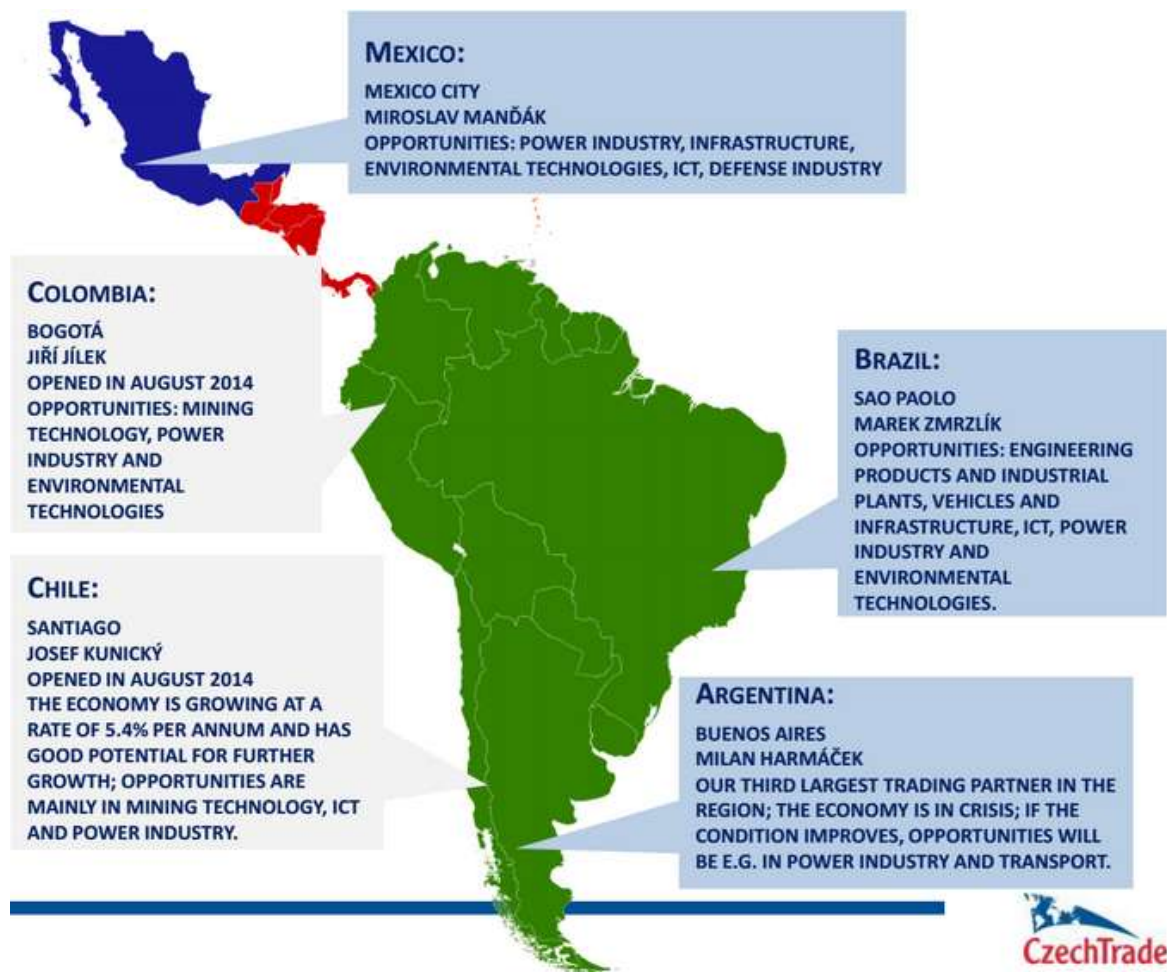 MEXICO:
MEXICO CITY
MIROSLAV MANĎÁK
OPPORTUNITIES: POWER INDUSTRY, INFRASTRUCTURE,
ENVIRONMENTAL TECHNOLOGIES, ICT, DEFENSE INDUSTRY
COLOMBIA:
BOGOTÁ
JIŘÍ JÍLEK
OPENED IN AUGUST 2014
OPPORTUNITIES: MINING
TECHNOLOGY, POWER
INDUSTRY AND
ENVIRONMENTAL
TECHNOLOGIES
BRAZIL:
SAO PAOLO
MAREK ZMRZLÍK
OPPORTUNITIES: ENGINEERING
PRODUCTS AND INDUSTRIAL
PLANTS, VEHICLES AND
INFRASTRUCTURE, ICT, POWER
INDUSTRY AND
ENVIRONMENTAL
TECHNOLOGIES.
CHILE:
SANTIAGO
JOSEF KUNICKÝ
OPENED IN AUGUST 2014
THE ECONOMY IS GROWING AT A
RATE OF 5.4% PER ANNUM AND HAS
GOOD POTENTIAL FOR FURTHER
GROWTH; OPPORTUNITIES ARE
MAINLY IN MINING TECHNOLOGY, ICT
AND POWER INDUSTRY.
ARGENTINA:
BUENOS AIRES
MILAN HARMÁČEK
OUR THIRD LARGEST TRADING PARTNER IN THE
REGION; THE ECONOMY IS IN CRISIS; IF THE
CONDITION IMPROVES, OPPORTUNITIES WILL
BE E.G. IN POWER INDUSTRY AND TRANSPORT.
CzechTrade